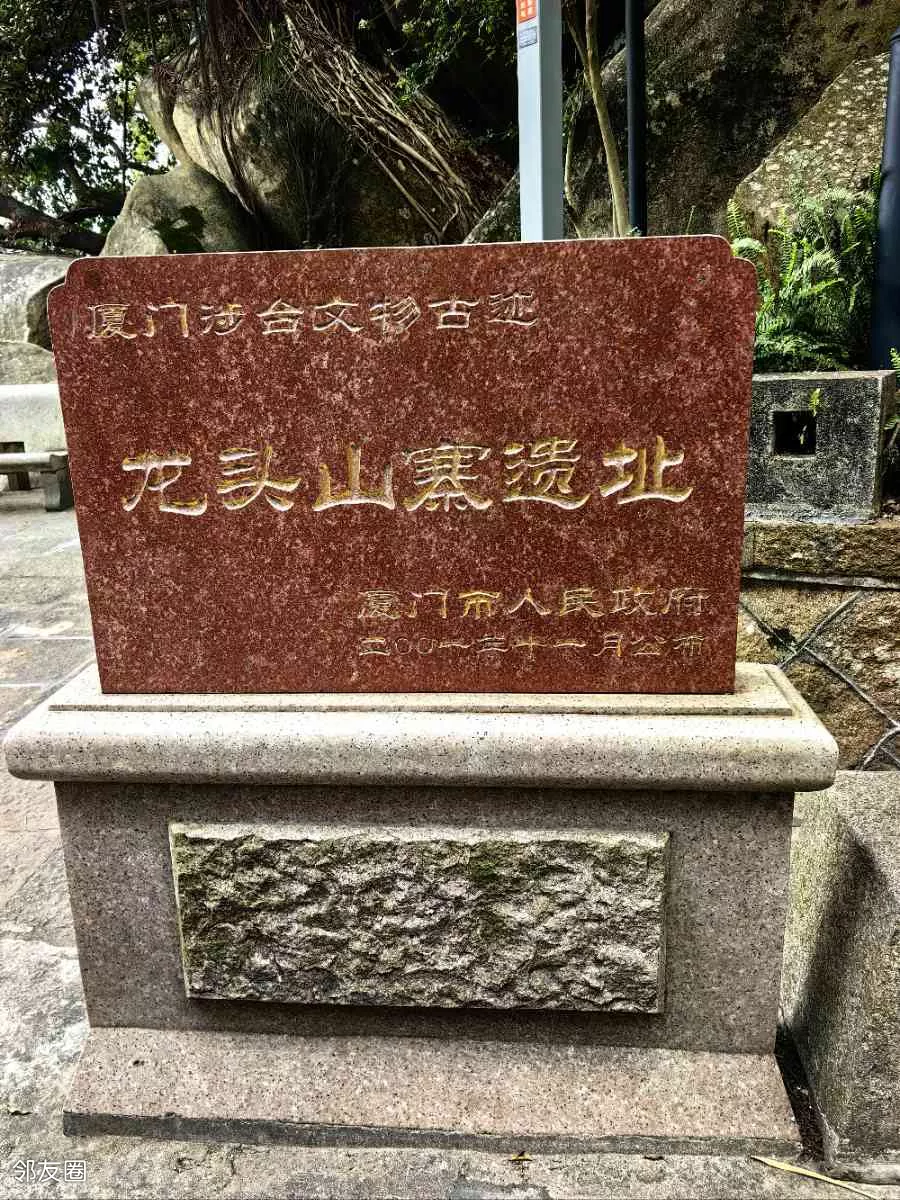 厦门涉台文物古迹
龙头山寨遗址
厦门市人民政府
二〇〇一年十一月公布
邻友圈